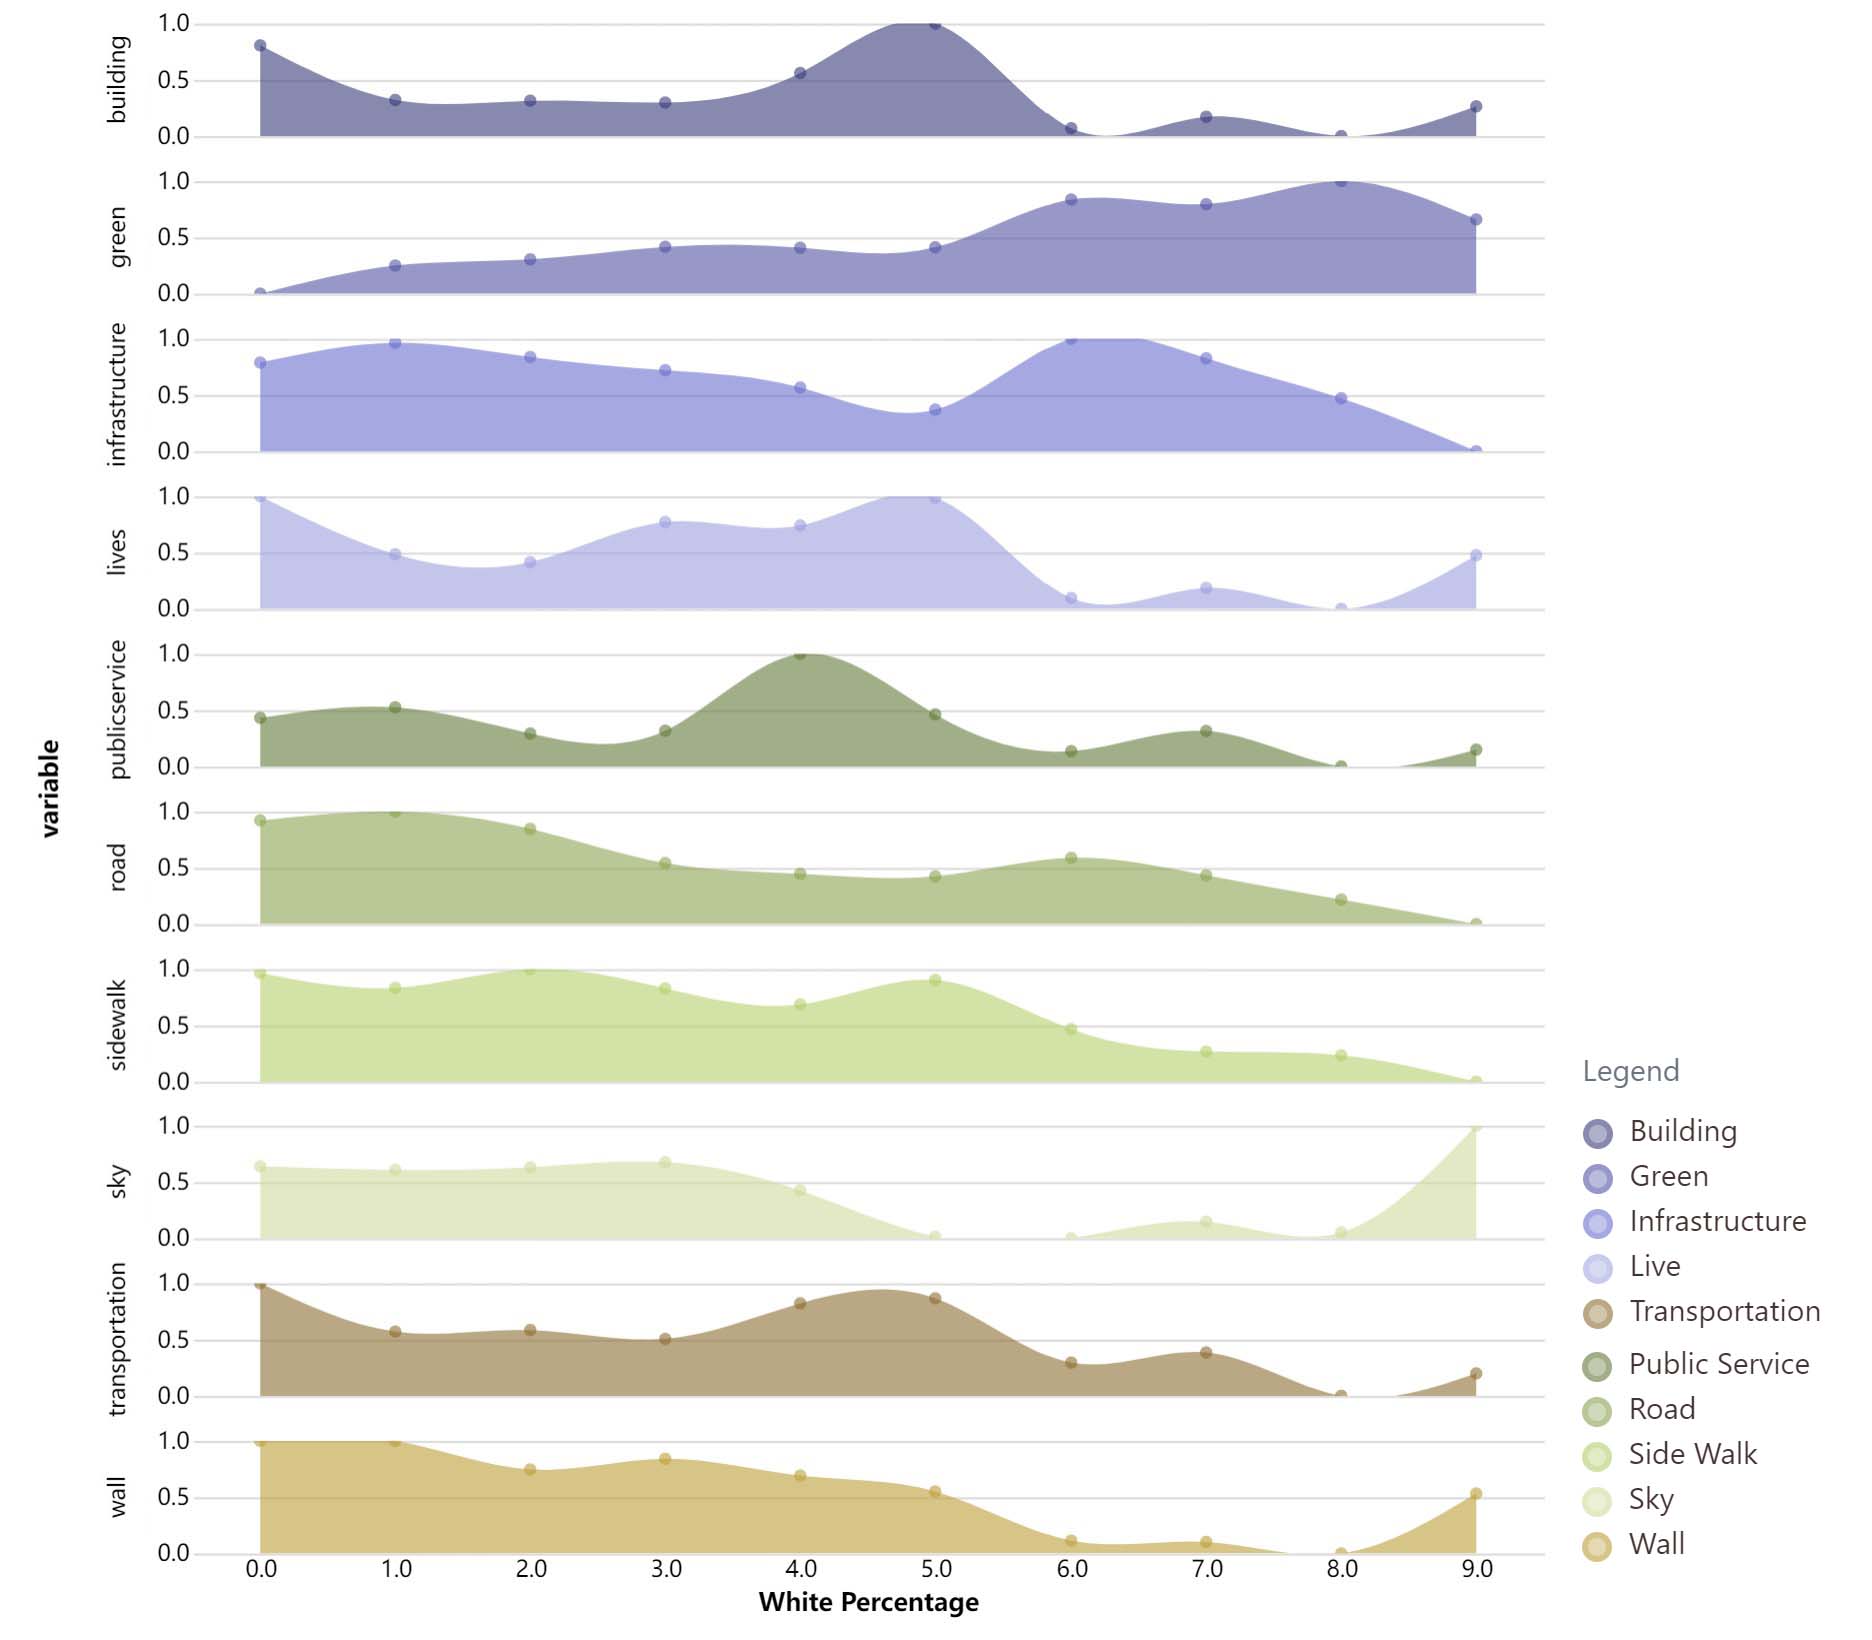 building
1.0
0.5
0.0
green
1.0
0.5
0.0
infrastructure
1.0
0.5
0.0
lives
1.0
0.5
0.0
publicservice
1.0
0.5
0.0
variable
road
1.0
0.5
0.0
sidewalk
1.0
0.5
0.0
sky
1.0
0.5
0.0
transportation
1.0
0.5
0.0
wall
1.0
0.5
0.0
0.0 1.0 2.0 3.0 4.0 5.0 6.0 7.0 8.0 9.0
White Percentage
Legend
Building
Green
Infrastructure
Live
Transportation
Public Service
Road
Side Walk
Sky
Wall